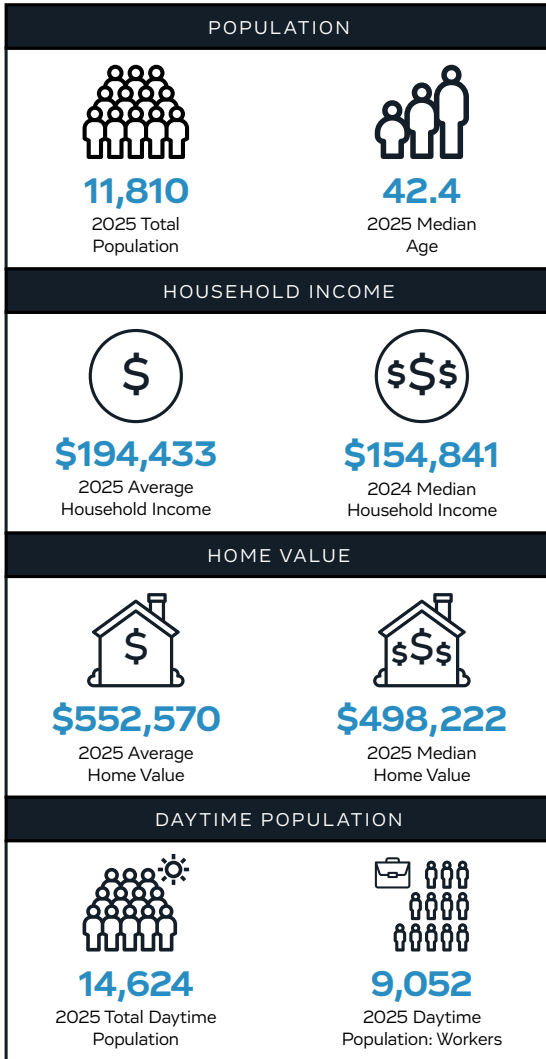 POPULATION
11,810
2025 Total
Population
42.4
2025 Median
Age
HOUSEHOLD INCOME
$
$194,433
2025 Average
Household Income
$$$
$154,841
2024 Median
Household Income
HOME VALUE
$
$552,570
2025 Average
Home Value
$$$
$498,222
2025 Median
Home Value
DAYTIME POPULATION
14,624
2025 Total Daytime
Population
9,052
2025 Daytime
Population: Workers